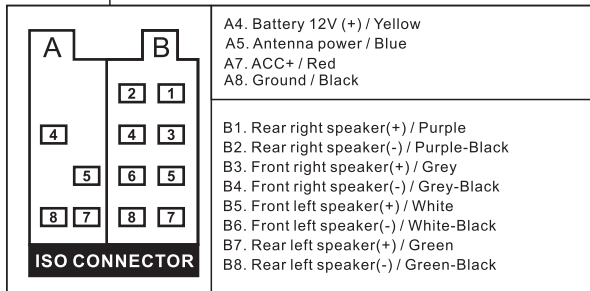 A B
2 1
4 4 3
5 6 5
8 7 8 7
ISO CONNECTOR
A4. Battery 12V (+) / Yellow
A5. Antenna power / Blue
A7. ACC+ / Red
A8. Ground / Black
B1. Rear right speaker(+) / Purple
B2. Rear right speaker(-) / Purple-Black
B3. Front right speaker(+) / Grey
B4. Front right speaker(-) / Grey-Black
B5. Front left speaker(+) / White
B6. Front left speaker(-) / White-Black
B7. Rear left speaker(+) / Green
B8. Rear left speaker(-) / Green-Black